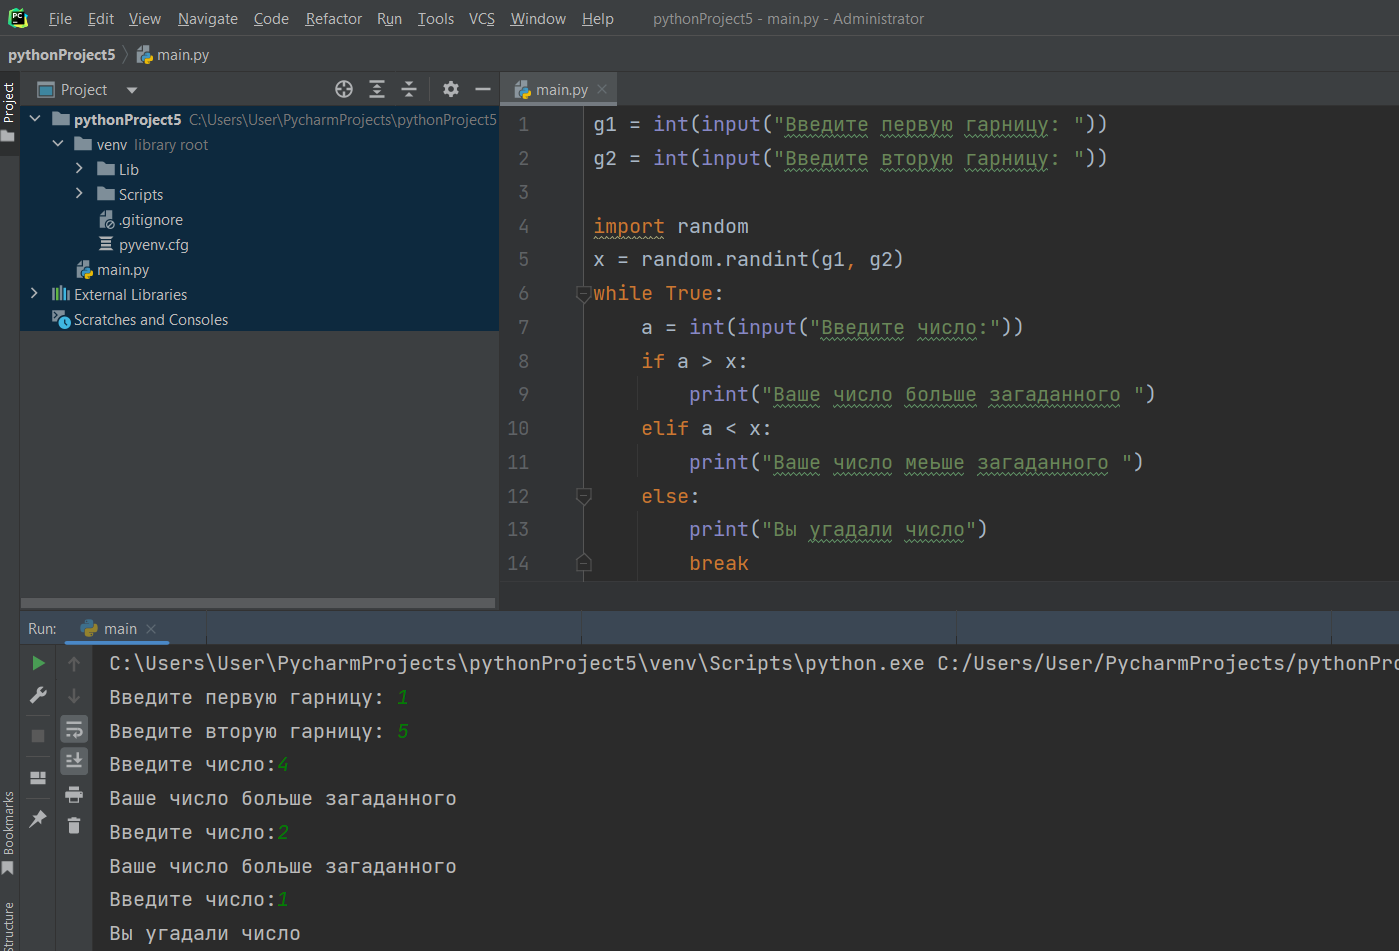 File Edit View Navigate Code Refactor Run Tools VCS Window Help pythonProject5 - main.py - Administrator
pythonProject5 main.py
Project
Project
main.py
pythonProject5 C:\Users\User\PycharmProjects\pythonProject5
venv library root
Lib
Scripts
.gitignore
pyvenv.cfg
main.py
External Libraries
Scratches and Consoles
1 g1 = int(input("Введите первую гарницу: "))
2 g2 = int(input("Введите вторую гарницу: "))
3
4 import random
5 x = random.randint(g1, g2)
6 while True:
7 a = int(input("Введите число:"))
8 if a > x:
9 print("Ваше число больше загаданного ")
10 elif a < x:
11 print("Ваше число меьше загаданного ")
12 else:
13 print("Вы угадали число")
14 break
Run: main
C:\Users\User\PycharmProjects\pythonProject5\venv\Scripts\python.exe C:/Users/User/PycharmProjects/pythonPro
Введите первую гарницу: 1
Введите вторую гарницу: 5
Введите число:4
Ваше число больше загаданного
Введите число:2
Ваше число больше загаданного
Введите число:1
Вы угадали число
Bookmarks
Structure